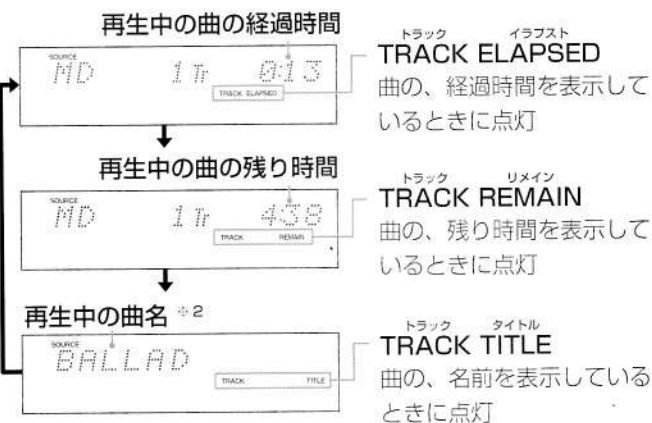 再生中の曲の経過時間
SOURCE
MD 1Tr 0:13
TRACK ELAPSED
トラック イラプスト
TRACK ELAPSED
曲の、経過時間を表示して
いるときに点灯
再生中の曲の残り時間
SOURCE
MD 1Tr 4:38
TRACK REMAIN
トラック リメイン
TRACK REMAIN
曲の、残り時間を表示して
いるときに点灯
再生中の曲名 ※2
SOURCE
BALLAD
TRACK TITLE
トラック タイトル
TRACK TITLE
曲の、名前を表示している
ときに点灯